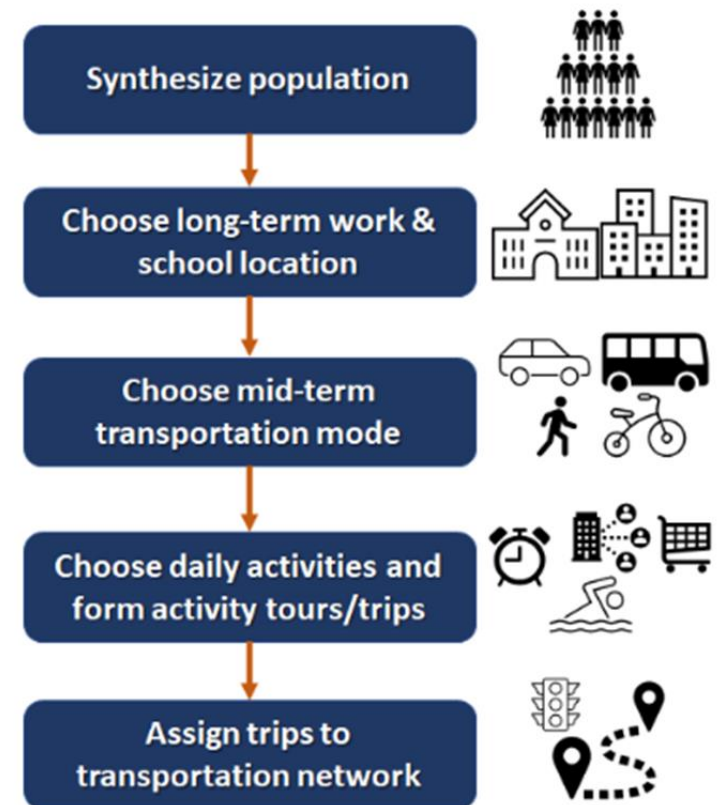 Synthesize population
Choose long-term work &
school location
Choose mid-term
transportation mode
Choose daily activities and
form activity tours/trips
Assign trips to
transportation network